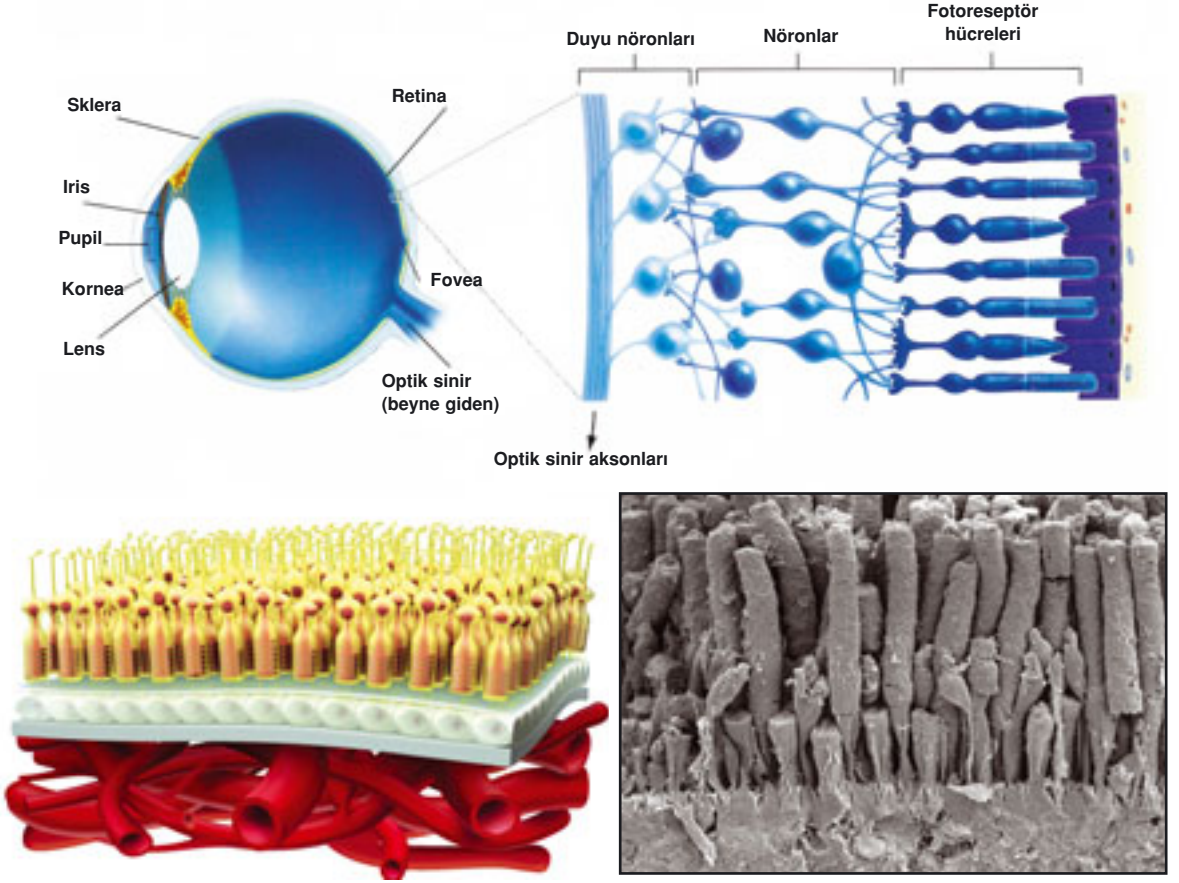 Duyu nöronları
Nöronlar
Fotoreseptör
hücreleri
Sklera
Retina
Iris
Pupil
Kornea
Lens
Fovea
Optik sinir
(beyne giden)
Optik sinir aksonları